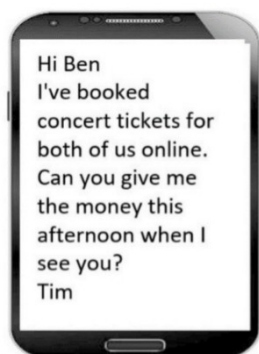 Hi Ben
I've booked
concert tickets for
both of us online.
Can you give me
the money this
afternoon when I
see you?
Tim